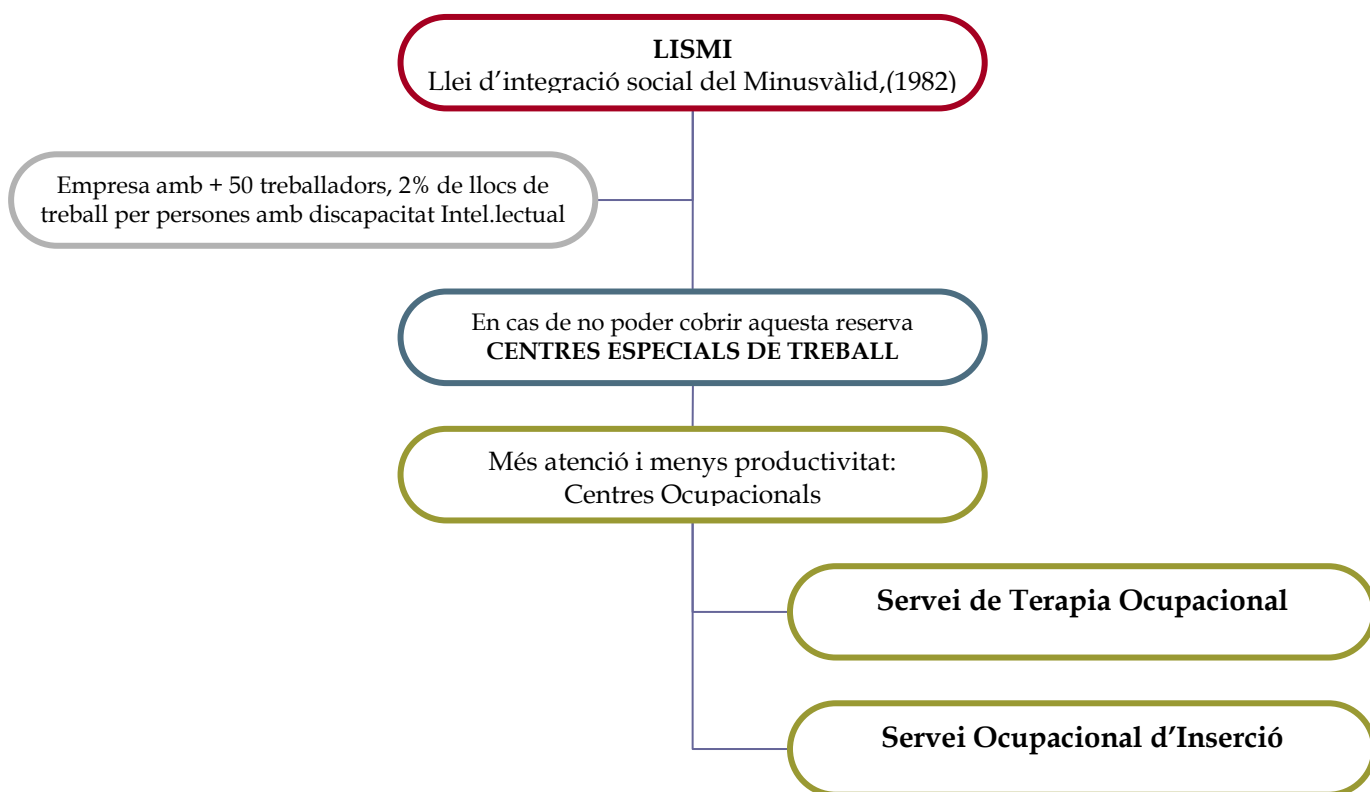 LISMI
Llei d’integració social del Minusvàlid,(1982)
Empresa amb + 50 treballadors, 2% de llocs de
treball per persones amb discapacitat Intel.lectual
En cas de no poder cobrir aquesta reserva
CENTRES ESPECIALS DE TREBALL
Més atenció i menys productivitat:
Centres Ocupacionals
Servei de Terapia Ocupacional
Servei Ocupacional d’Inserció